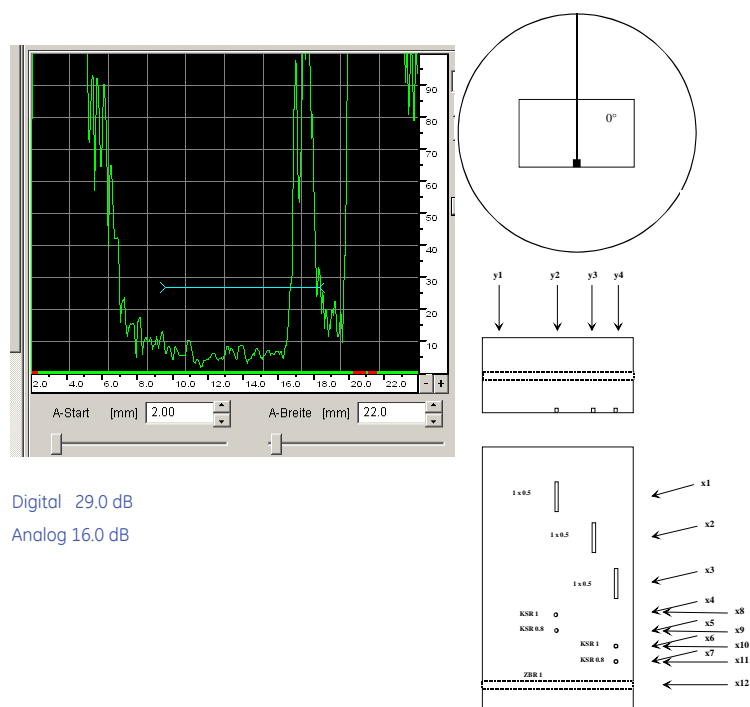 90
80
70
60
50
40
30
20
10
2.0 4.0 6.0 8.0 10.0 12.0 14.0 16.0 18.0 20.0 22.0 - +
A-Start [mm] 2.00 A-Breite [mm] 22.0
Digital 29.0 dB
Analog 16.0 dB
0°
y1 y2 y3 y4
1 x 0.5 x1
1 x 0.5 x2
1 x 0.5 x3
x4
KSR 1 x8
x5
KSR 0.8 x9
x6
KSR 1 x10
x7
KSR 0.8 x11
ZBR 1 x12